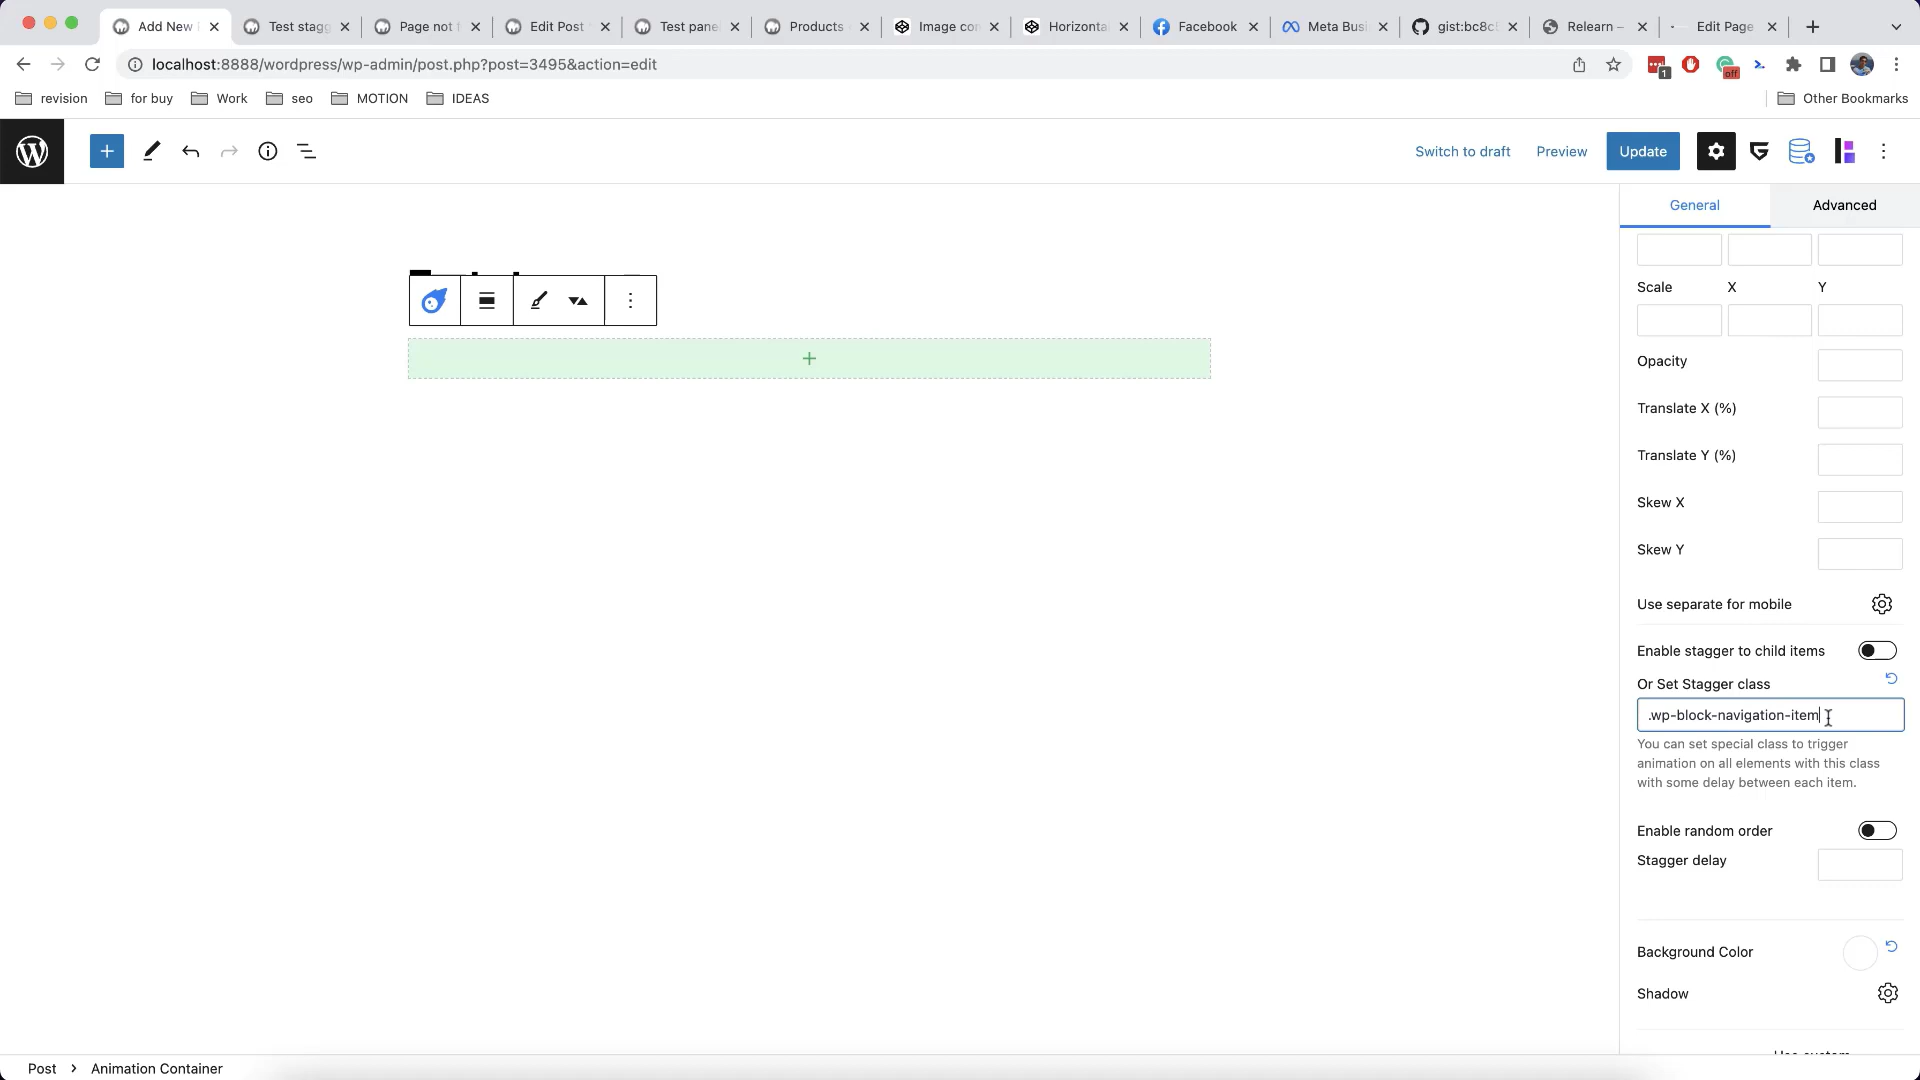 Add New
Test stagg
Page not f
Edit Post
Test pane
Products
Image con
Horizonta
Facebook
Meta Busi
gist:bc8c
Relearn –
Edit Page
localhost:8888/wordpress/wp-admin/post.php?post=3495&action=edit
1
off
revision
for buy
Work
seo
MOTION
IDEAS
Other Bookmarks
Switch to draft
Preview
Update
General
Advanced
Scale X Y
Opacity
Translate X (%)
Translate Y (%)
Skew X
Skew Y
Use separate for mobile
Enable stagger to child items
Or Set Stagger class
.wp-block-navigation-item
You can set special class to trigger
animation on all elements with this class
with some delay between each item.
Enable random order
Stagger delay
Background Color
Shadow
Post
Animation Container